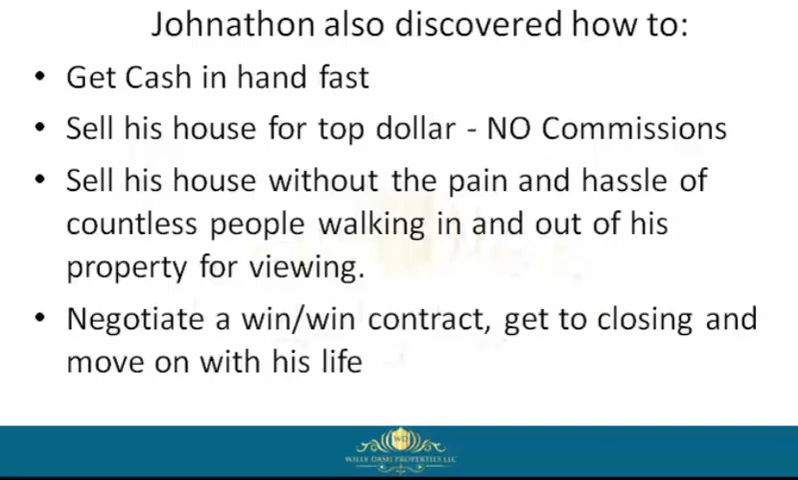 Johnathon also discovered how to:
• Get Cash in hand fast
• Sell his house for top dollar - NO Commissions
• Sell his house without the pain and hassle of
countless people walking in and out of his
property for viewing.
• Negotiate a win/win contract, get to closing and
move on with his life
PROPERTIES LLC